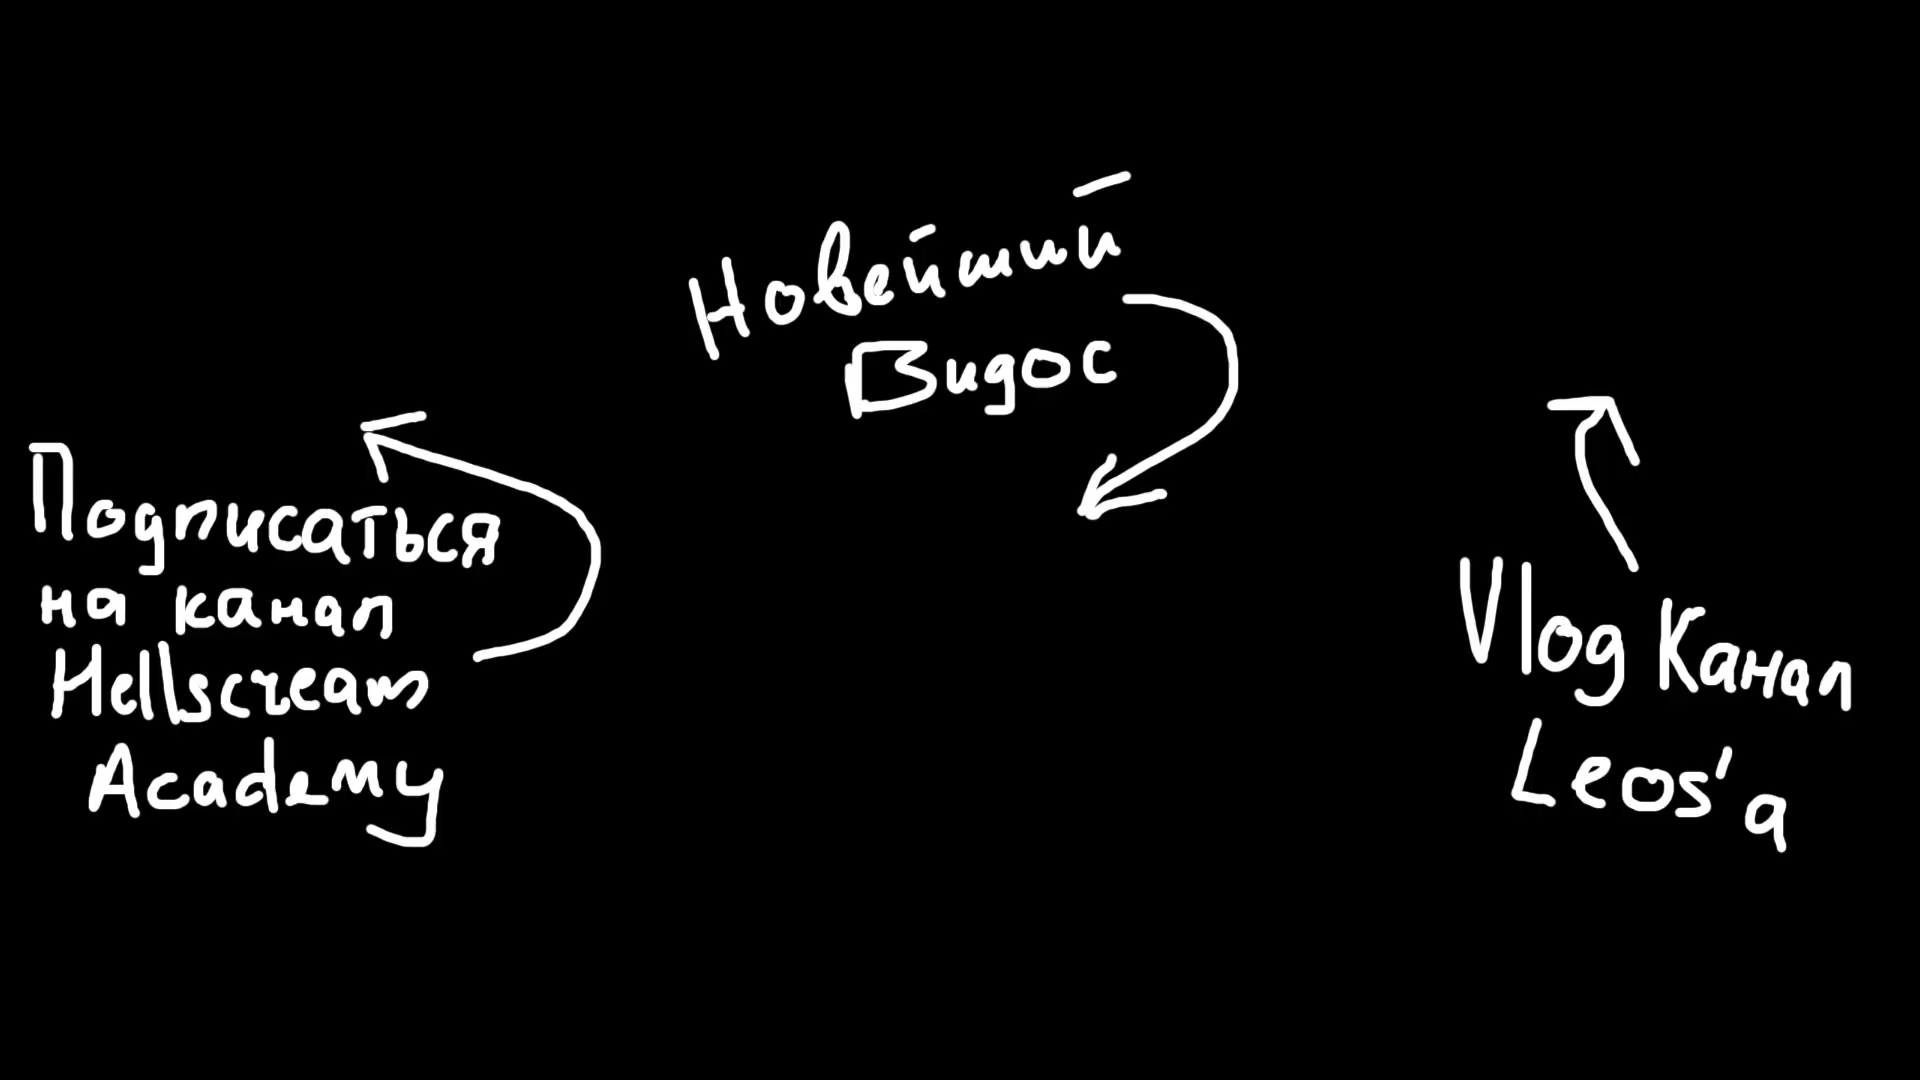 Новейший
Видос
Подписаться
на канал
Hellscream
Academy
Vlog Канал
Leos'а